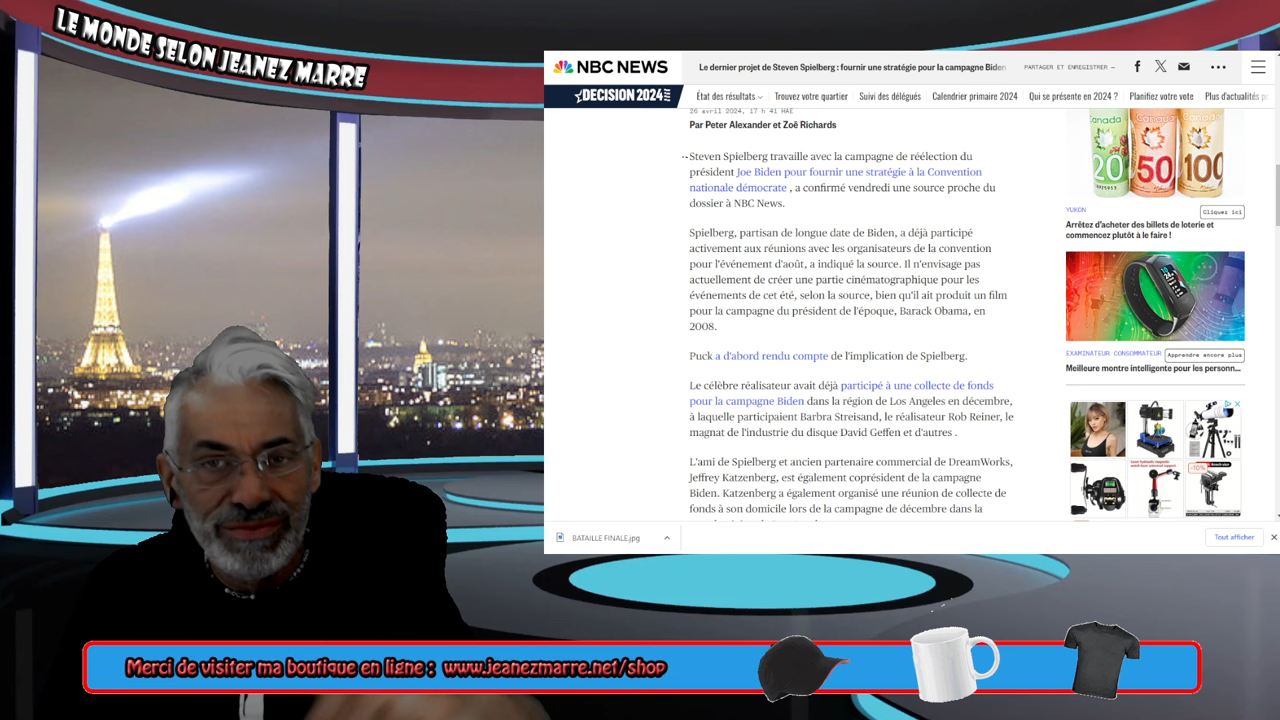 LE MONDE SELON JEANEZ MARRE
NBC NEWS
Le dernier projet de Steven Spielberg : fournir une stratégie pour la campagne Biden
PARTAGER ET ENREGISTRER —
DECISION 2024
État des résultats
Trouvez votre quartier
Suivi des délégués
Calendrier primaire 2024
Qui se présente en 2024 ?
Planifiez votre vote
Plus d'actualités
26 avril 2024, 17 h 41 HAE
Par Peter Alexander et Zoë Richards
Steven Spielberg travaille avec la campagne de réélection du
président Joe Biden pour fournir une stratégie à la Convention
nationale démocrate , a confirmé vendredi une source proche du
dossier à NBC News.
Spielberg, partisan de longue date de Biden, a déjà participé
activement aux réunions avec les organisateurs de la convention
pour l'événement d'août, a indiqué la source. Il n'envisage pas
actuellement de créer une partie cinématographique pour les
événements de cet été, selon la source, bien qu'il ait produit un film
pour la campagne du président de l'époque, Barack Obama, en
2008.
Puck a d'abord rendu compte de l'implication de Spielberg.
Le célèbre réalisateur avait déjà participé à une collecte de fonds
pour la campagne Biden dans la région de Los Angeles en décembre,
à laquelle participaient Barbra Streisand, le réalisateur Rob Reiner, le
magnat de l'industrie du disque David Geffen et d'autres .
L'ami de Spielberg et ancien partenaire commercial de DreamWorks,
Jeffrey Katzenberg, est également coprésident de la campagne
Biden. Katzenberg a également organisé une réunion de collecte de
fonds à son domicile lors de la campagne de décembre dans la
Canada
Canada
20
50
100
YUKON
Cliquez ici
Arrêtez d'acheter des billets de loterie et
commencez plutôt à le faire !
EXAMINATEUR CONSOMMATEUR
Apprendre encore plus
Meilleure montre intelligente pour les personn...
-10%
BATAILLE FINALE.jpg
Tout afficher
Merci de visiter ma boutique en ligne : www.jeanezmarre.net/shop